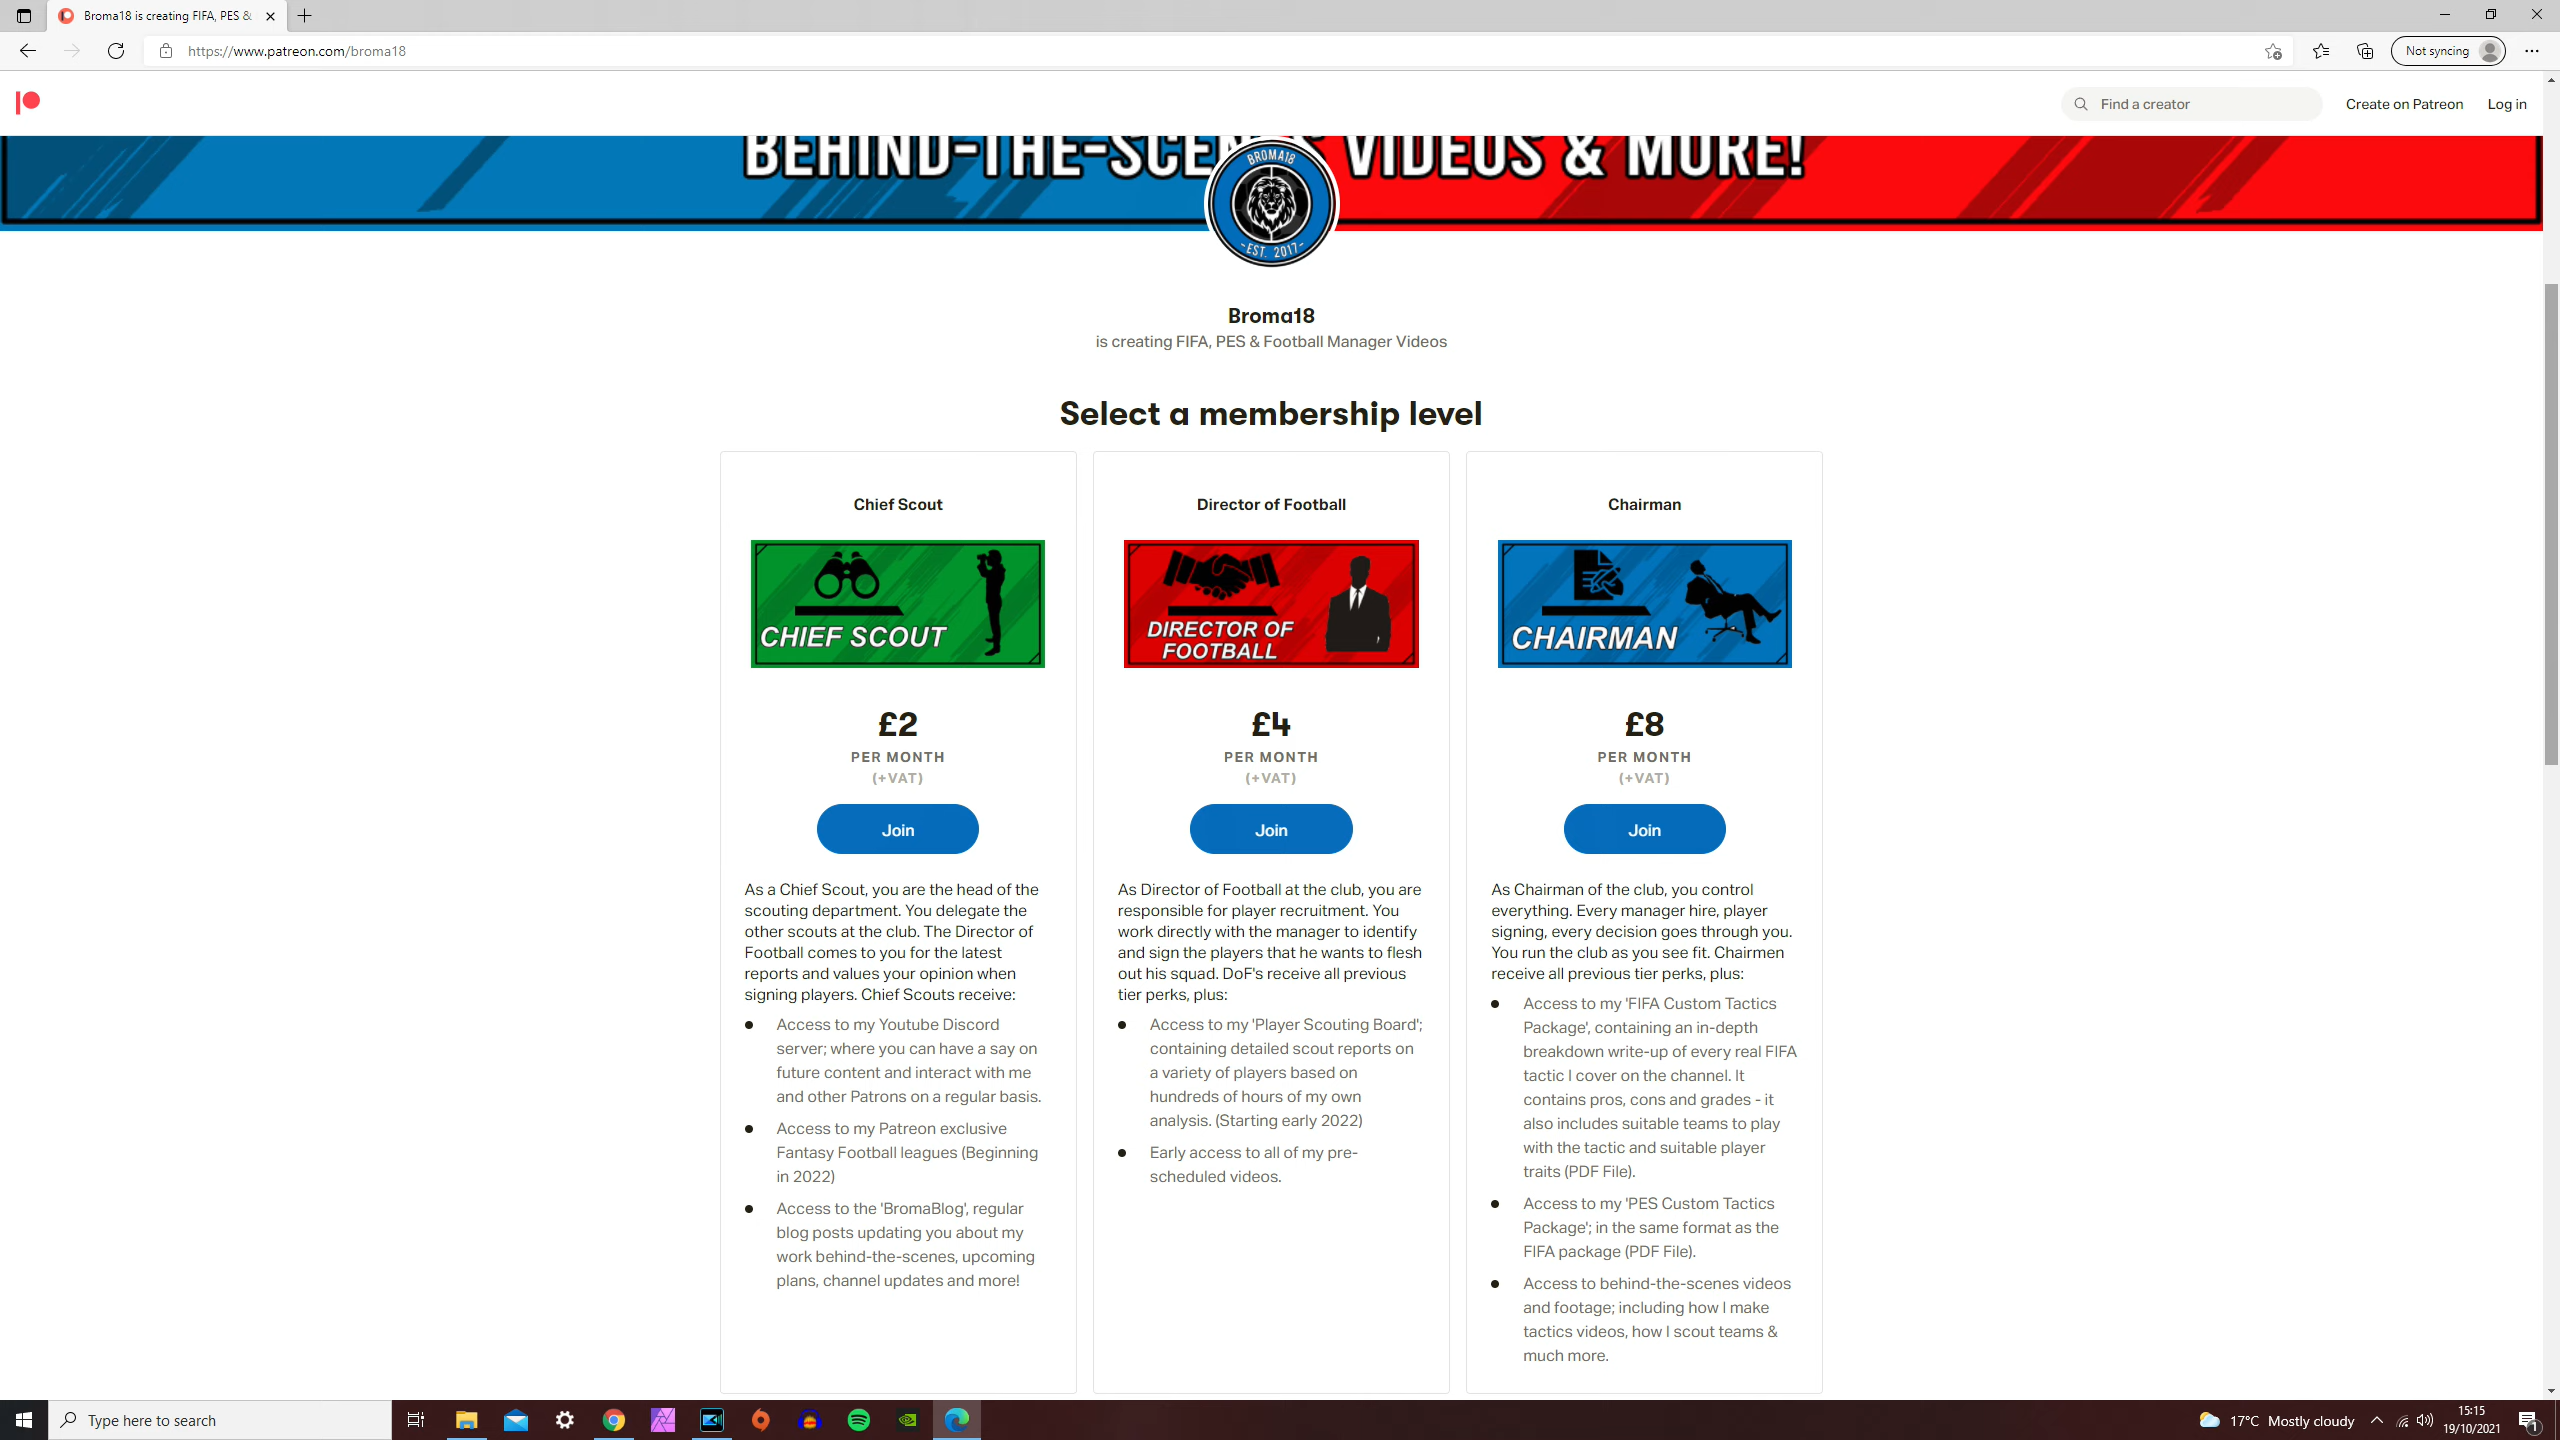 Broma18 is creating FIFA, PES &
https://www.patreon.com/broma18
Not syncing
Find a creator
Create on Patreon
Log in
BEHIND-THE-SCEN VIDEOS & MORE!
BROMA18
-EST. 2017-
Broma18
is creating FIFA, PES & Football Manager Videos
Select a membership level
Chief Scout
CHIEF SCOUT
£2
PER MONTH
(+VAT)
Join
As a Chief Scout, you are the head of the
scouting department. You delegate the
other scouts at the club. The Director of
Football comes to you for the latest
reports and values your opinion when
signing players. Chief Scouts receive:
Access to my Youtube Discord
server; where you can have a say on
future content and interact with me
and other Patrons on a regular basis.
Access to my Patreon exclusive
Fantasy Football leagues (Beginning
in 2022)
Access to the 'BromaBlog', regular
blog posts updating you about my
work behind-the-scenes, upcoming
plans, channel updates and more!
Director of Football
DIRECTOR OF
FOOTBALL
£4
PER MONTH
(+VAT)
Join
As Director of Football at the club, you are
responsible for player recruitment. You
work directly with the manager to identify
and sign the players that he wants to flesh
out his squad. DoF's receive all previous
tier perks, plus:
Access to my 'Player Scouting Board';
containing detailed scout reports on
a variety of players based on
hundreds of hours of my own
analysis. (Starting early 2022)
Early access to all of my pre-
scheduled videos.
Chairman
CHAIRMAN
£8
PER MONTH
(+VAT)
Join
As Chairman of the club, you control
everything. Every manager hire, player
signing, every decision goes through you.
You run the club as you see fit. Chairmen
receive all previous tier perks, plus:
Access to my 'FIFA Custom Tactics
Package', containing an in-depth
breakdown write-up of every real FIFA
tactic I cover on the channel. It
contains pros, cons and grades - it
also includes suitable teams to play
with the tactic and suitable player
traits (PDF File).
Access to my 'PES Custom Tactics
Package'; in the same format as the
FIFA package (PDF File).
Access to behind-the-scenes videos
and footage; including how I make
tactics videos, how I scout teams &
much more.
Type here to search
17°C Mostly cloudy
15:15
19/10/2021
1